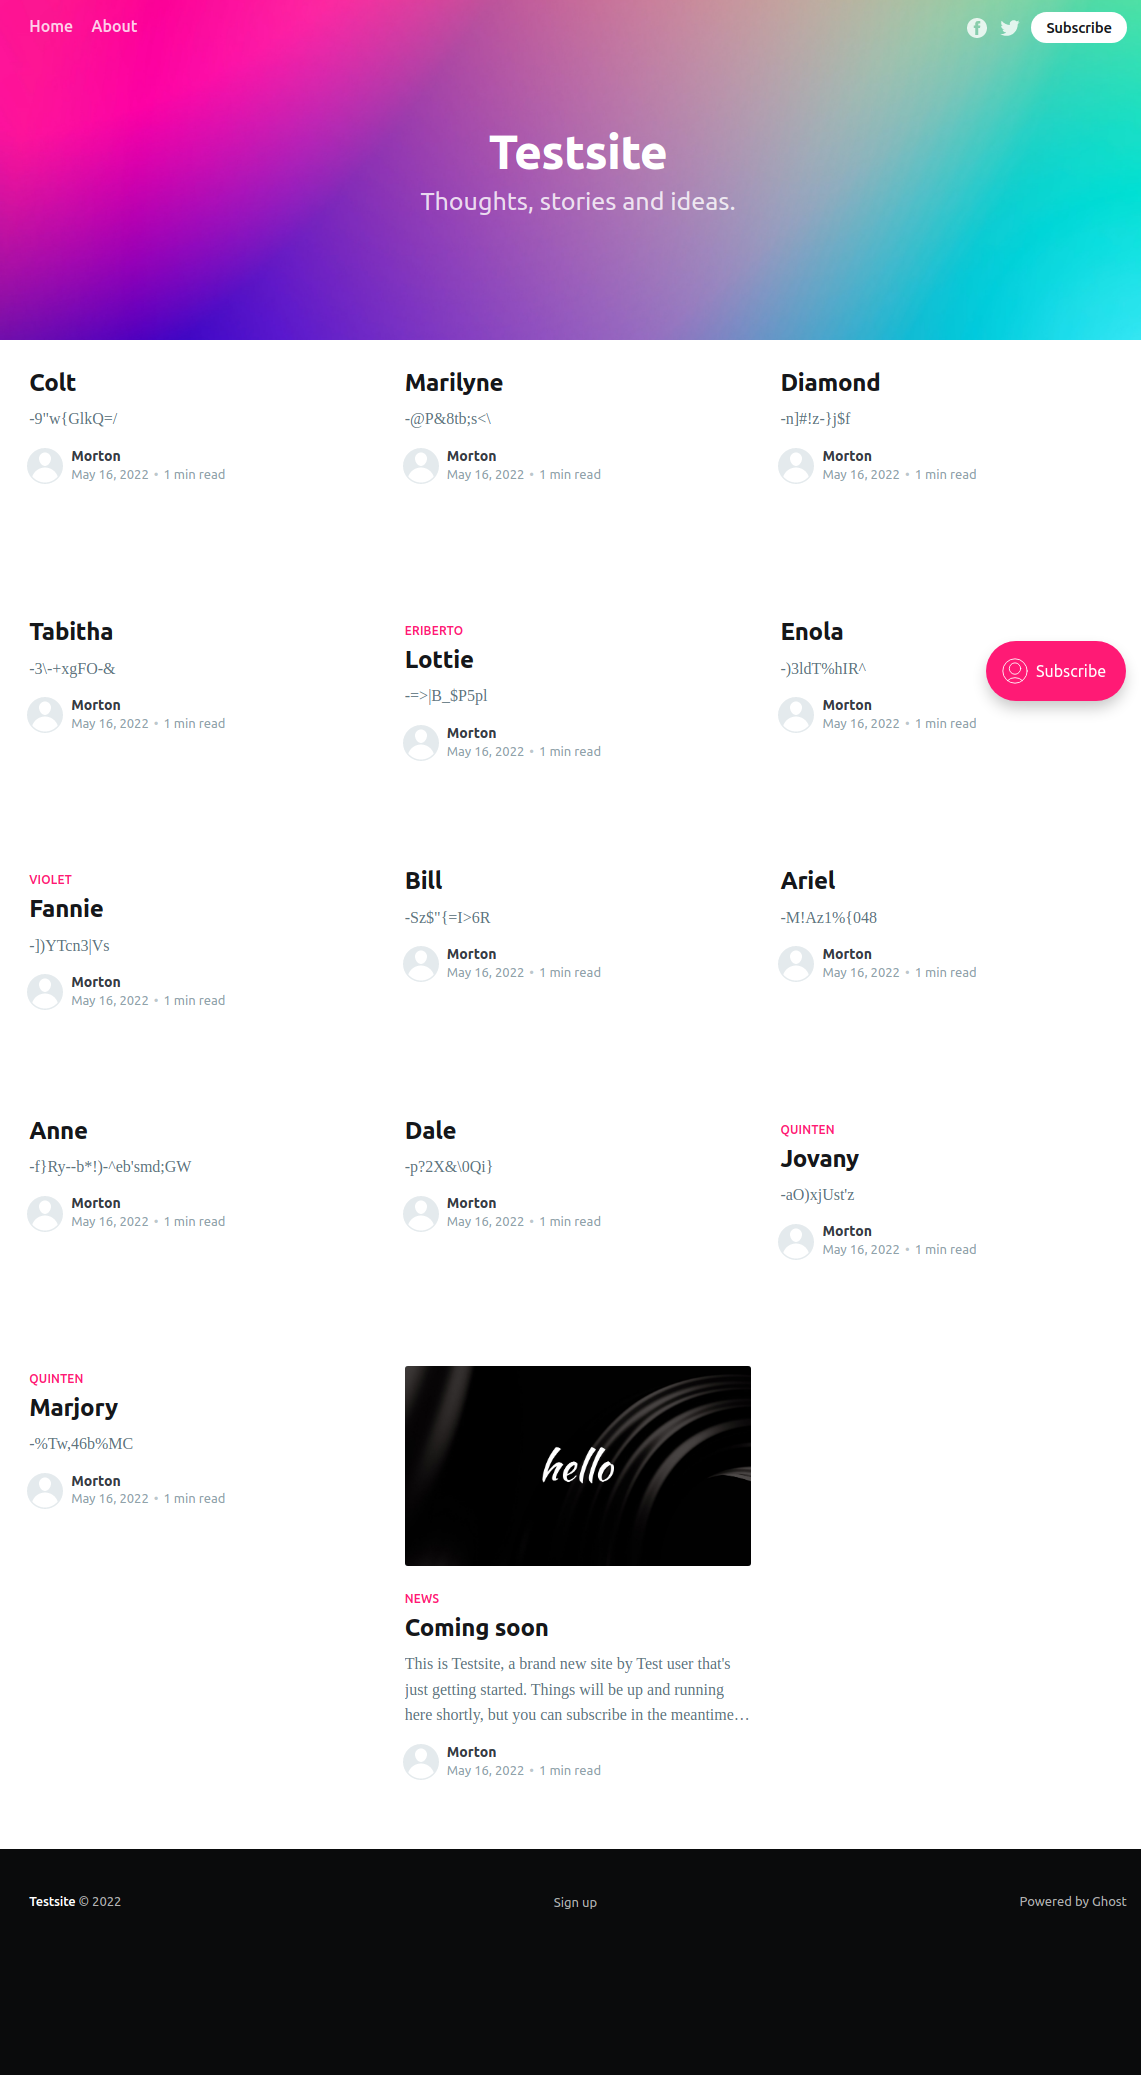 Home About
Subscribe
Testsite
Thoughts, stories and ideas.
Colt
-9"w{GlkQ=/
Morton
May 16, 2022 • 1 min read
Marilyne
-@P&8tb;s<\
Morton
May 16, 2022 • 1 min read
Diamond
-n]#!z-}j$f
Morton
May 16, 2022 • 1 min read
Tabitha
-3\-+xgFO-&
Morton
May 16, 2022 • 1 min read
ERIBERTO
Lottie
-=>|B_$P5pl
Morton
May 16, 2022 • 1 min read
Enola
-)3ldT%hIR^
Morton
May 16, 2022 • 1 min read
Subscribe
VIOLET
Fannie
-])YTcn3|Vs
Morton
May 16, 2022 • 1 min read
Bill
-Sz$"{=I>6R
Morton
May 16, 2022 • 1 min read
Ariel
-M!Az1%{048
Morton
May 16, 2022 • 1 min read
Anne
-f}Ry--b*!)-^eb'smd;GW
Morton
May 16, 2022 • 1 min read
Dale
-p?2X&\0Qi}
Morton
May 16, 2022 • 1 min read
QUINTEN
Jovany
-aO)xjUst'z
Morton
May 16, 2022 • 1 min read
QUINTEN
Marjory
-%Tw,46b%MC
Morton
May 16, 2022 • 1 min read
hello
NEWS
Coming soon
This is Testsite, a brand new site by Test user that's
just getting started. Things will be up and running
here shortly, but you can subscribe in the meantime…
Morton
May 16, 2022 • 1 min read
Testsite © 2022
Sign up
Powered by Ghost